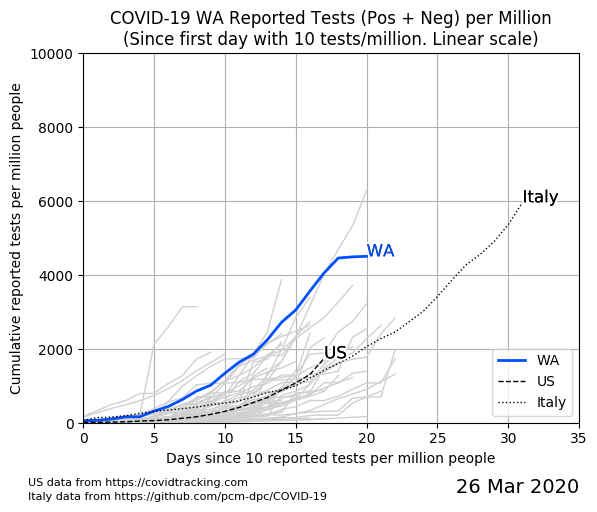 COVID-19 WA Reported Tests (Pos + Neg) per Million
(Since first day with 10 tests/million. Linear scale)
Cumulative reported tests per million people
10000
8000
6000
4000
2000
0
Italy
WA
US
WA
US
Italy
0 5 10 15 20 25 30 35
Days since 10 reported tests per million people
US data from https://covidtracking.com
Italy data from https://github.com/pcm-dpc/COVID-19
26 Mar 2020